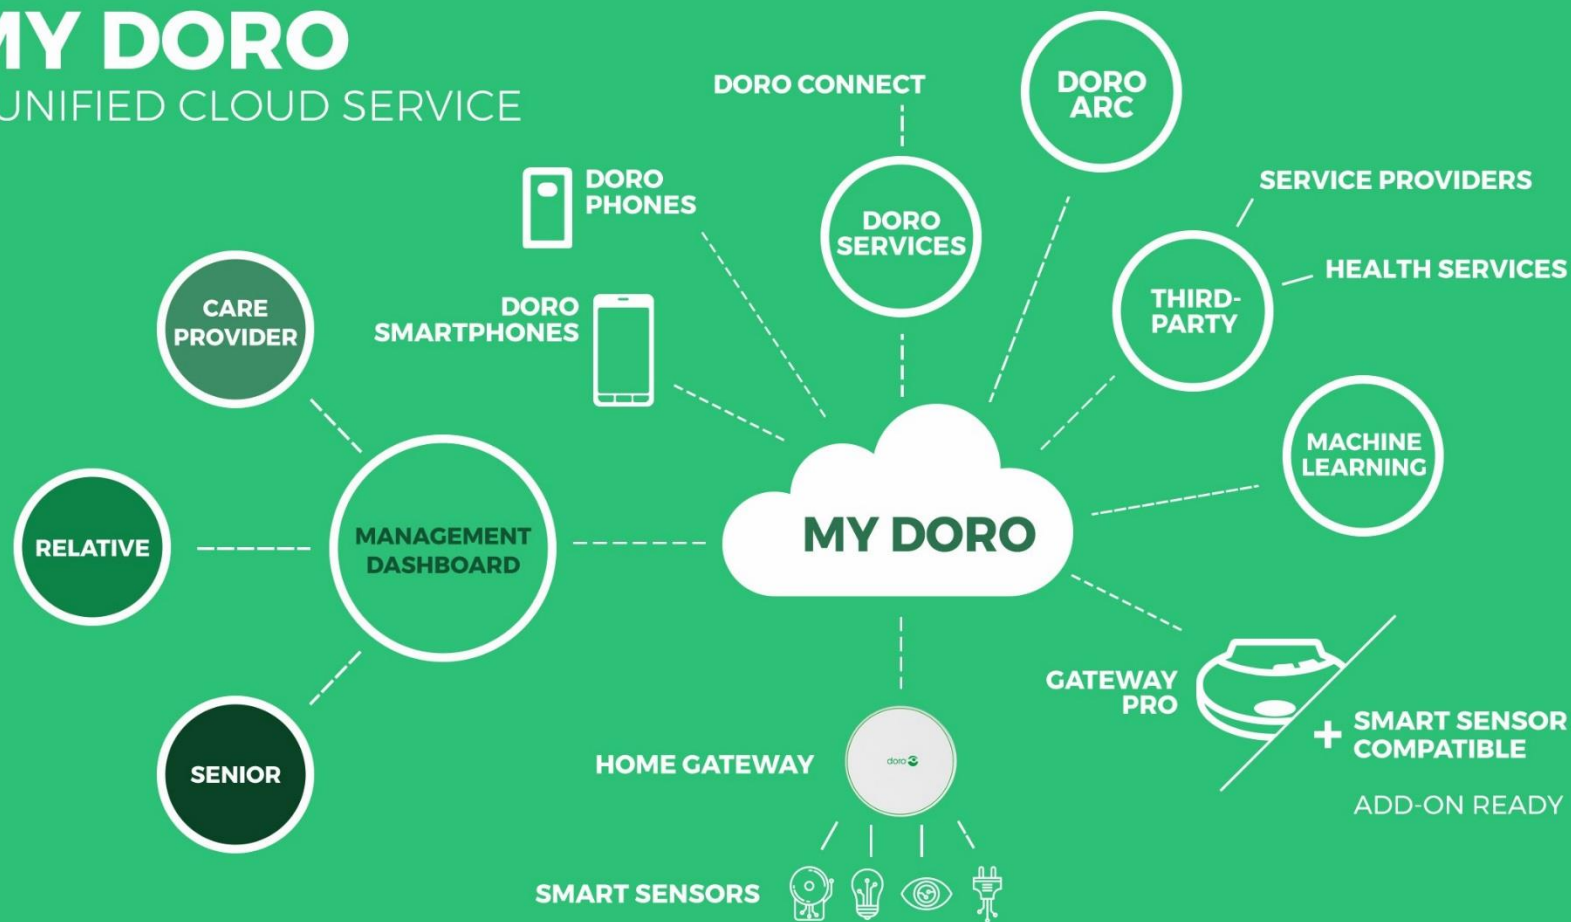 MY DORO
UNIFIED CLOUD SERVICE
DORO CONNECT
DORO
ARC
DORO
PHONES
DORO
SERVICES
SERVICE PROVIDERS
HEALTH SERVICES
THIRD-
PARTY
CARE
PROVIDER
DORO
SMARTPHONES
MACHINE
LEARNING
RELATIVE
MANAGEMENT
DASHBOARD
MY DORO
GATEWAY
PRO
+ SMART SENSOR
COMPATIBLE
ADD-ON READY
SENIOR
HOME GATEWAY
doro
SMART SENSORS